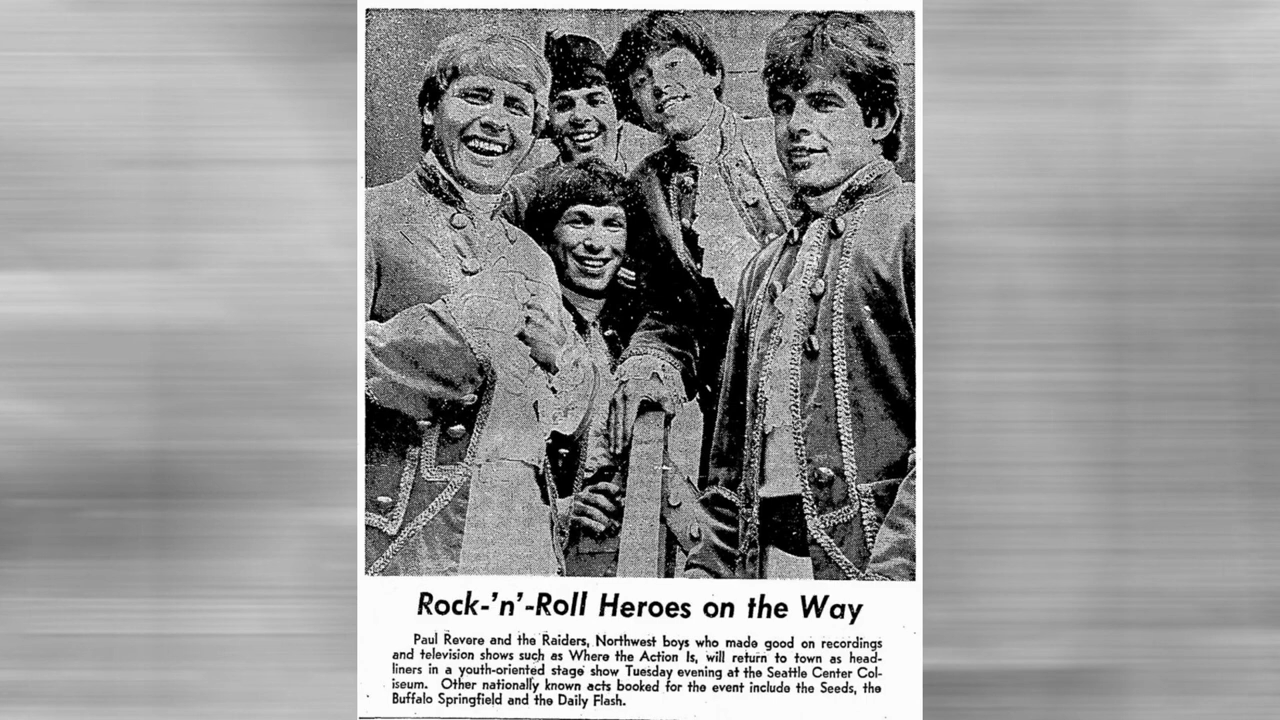 Rock-'n'-Roll Heroes on the Way
Paul Revere and the Raiders, Northwest boys who made good on recordings
and television shows such as Where the Action Is, will return to town as head-
liners in a youth-oriented stage show Tuesday evening at the Seattle Center Col-
iseum. Other nationally known acts booked for the event include the Seeds, the
Buffalo Springfield and the Daily Flash.